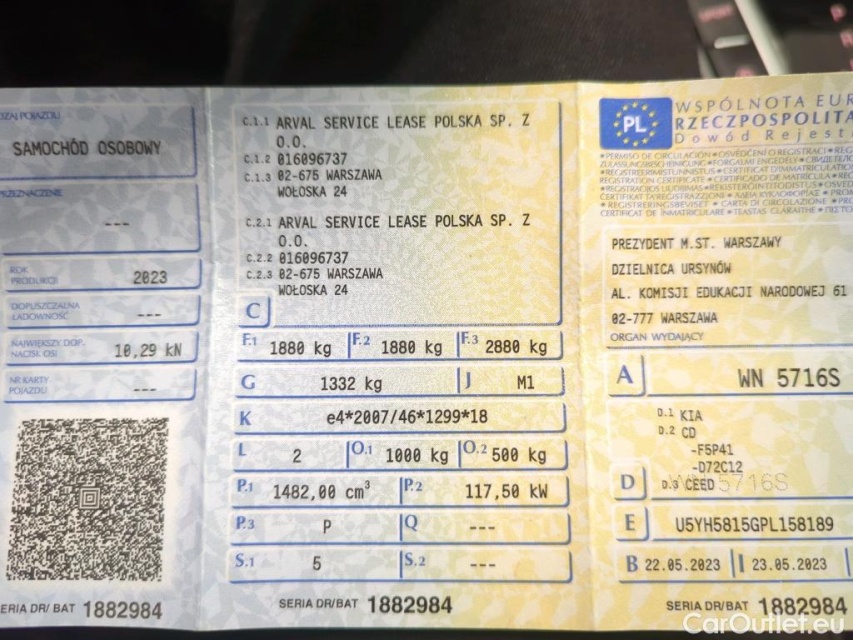 SAMOCHÓD OSOBOWY
---
ROK PRODUKCJI 2023
DOPUSZCZALNA ŁADOWNOŚĆ ---
NAJWIĘKSZY DOP. NACISK OSI 10,29 kN
NR KARTY POJAZDU ---
SERIA DR/BAT 1882984
C.1.1 ARVAL SERVICE LEASE POLSKA SP. Z
O.O.
C.1.2 016096737
C.1.3 02-675 WARSZAWA
WOŁOSKA 24
C.2.1 ARVAL SERVICE LEASE POLSKA SP. Z
O.O.
C.2.2 016096737
C.2.3 02-675 WARSZAWA
WOŁOSKA 24
C
F.1 1880 kg F.2 1880 kg F.3 2880 kg
G 1332 kg J M1
K e4*2007/46*1299*18
L 2 O.1 1000 kg O.2 500 kg
P.1 1482,00 cm³ P.2 117,50 kW
P.3 P Q ---
S.1 5 S.2 ---
SERIA DR/BAT 1882984
PL
WSPÓLNOTA EUR
RZECZPOSPOLITA
Dowód Rejest
PREZYDENT M.ST. WARSZAWY
DZIELNICA URSYNÓW
AL. KOMISJI EDUKACJI NARODOWEJ 61
02-777 WARSZAWA
ORGAN WYDAJĄCY
A WN 5716S
D.1 KIA
D.2 CD
-F5P41
-D72C12
D D.3 CEED
E U5YH5815GPL158189
B 22.05.2023 I 23.05.2023
SERIA DR/BAT 1882984
CarOutlet.eu